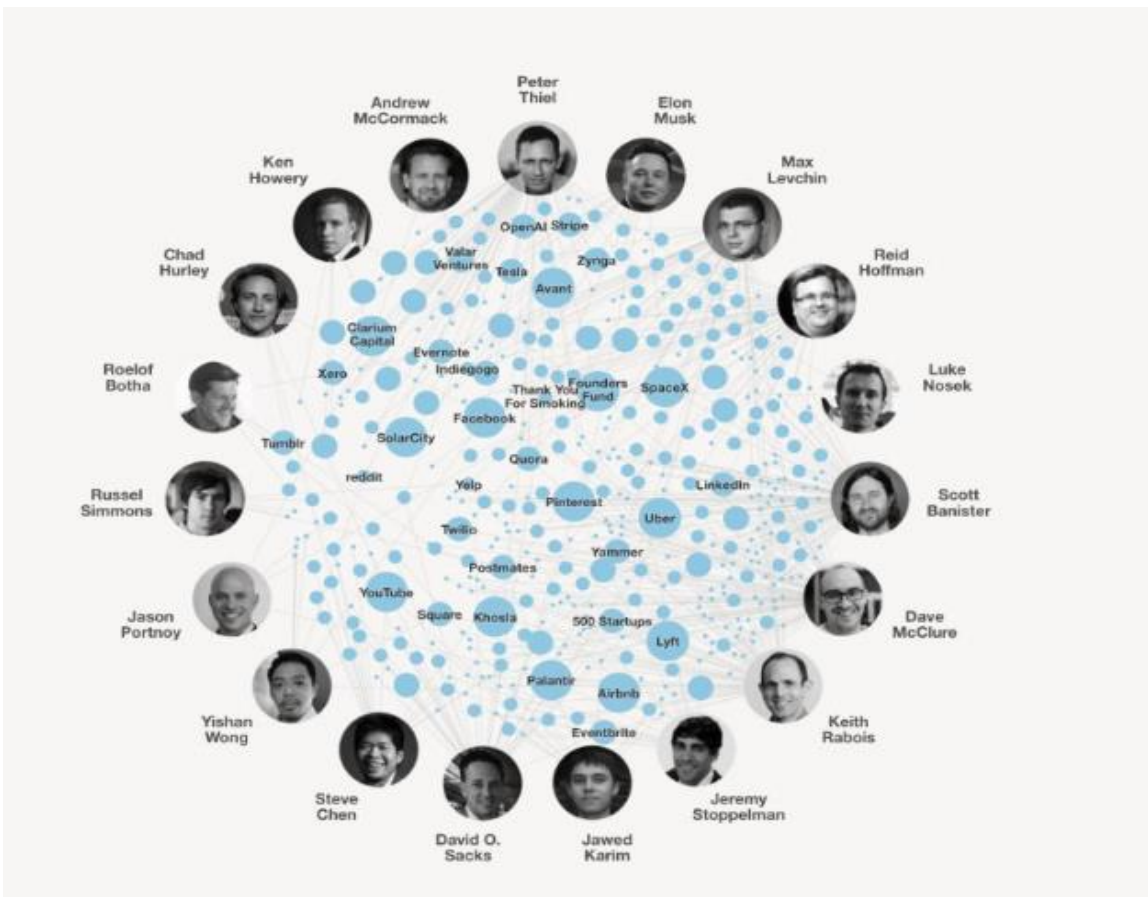 Peter
Thiel
Elon
Musk
Max
Levchin
Reid
Hoffman
Luke
Nosek
Scott
Banister
Dave
McClure
Keith
Rabois
Jeremy
Stoppelman
Jawed
Karim
David O.
Sacks
Steve
Chen
Yishan
Wong
Jason
Portnoy
Russel
Simmons
Roelof
Botha
Chad
Hurley
Ken
Howery
Andrew
McCormack
OpenAI
Stripe
Valar
Ventures
Tesla
Zynga
Avant
Clarium
Capital
Evernote
Indiegogo
Xero
Thank You
For Smoking
Founders
Fund
SpaceX
Facebook
SolarCity
Tumblr
Quora
reddit
Yelp
LinkedIn
Pinterest
Uber
Twilio
Yammer
Postmates
YouTube
Square
Khosla
500 Startups
Lyft
Palantir
Airbnb
Eventbrite